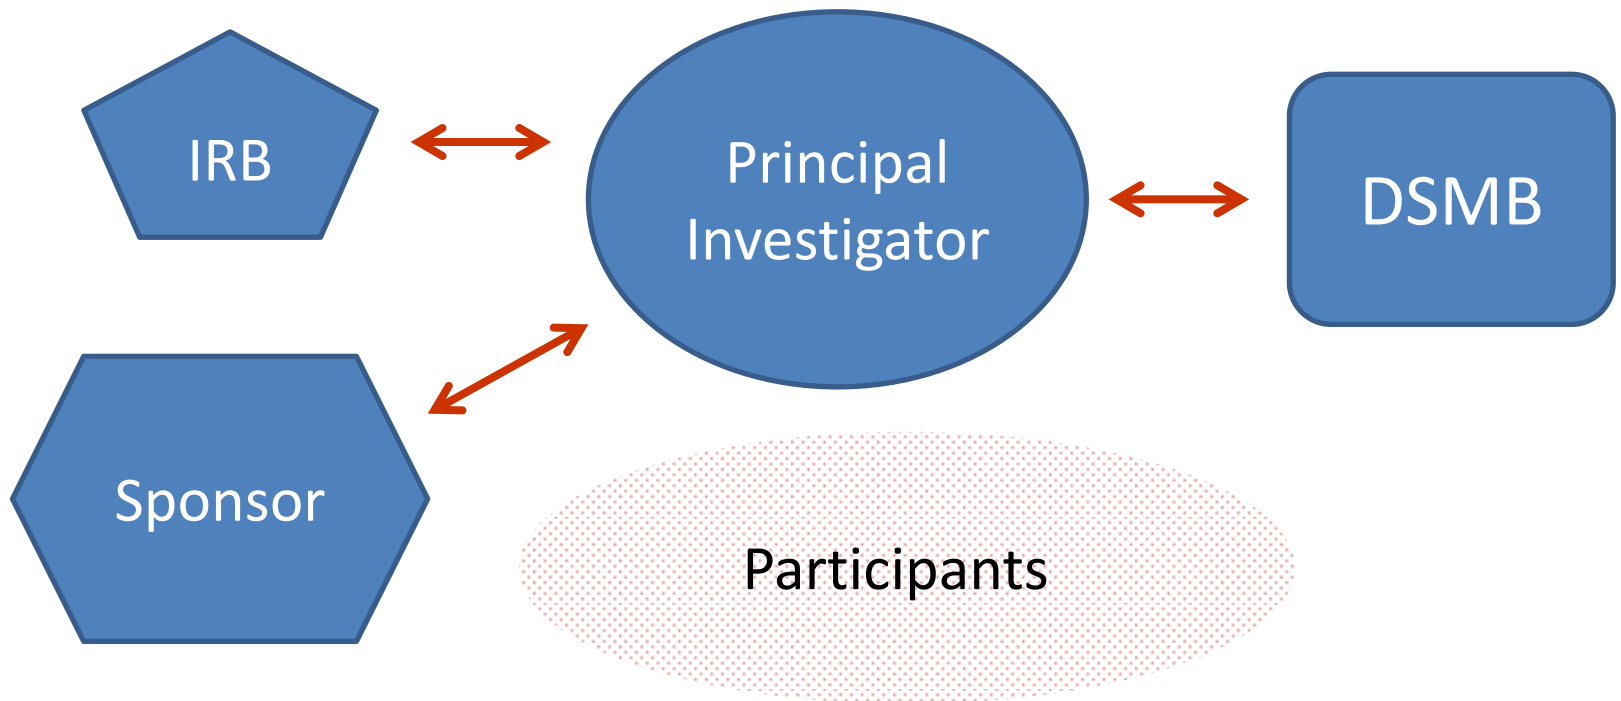 IRB
Principal
Investigator
DSMB
Sponsor
Participants